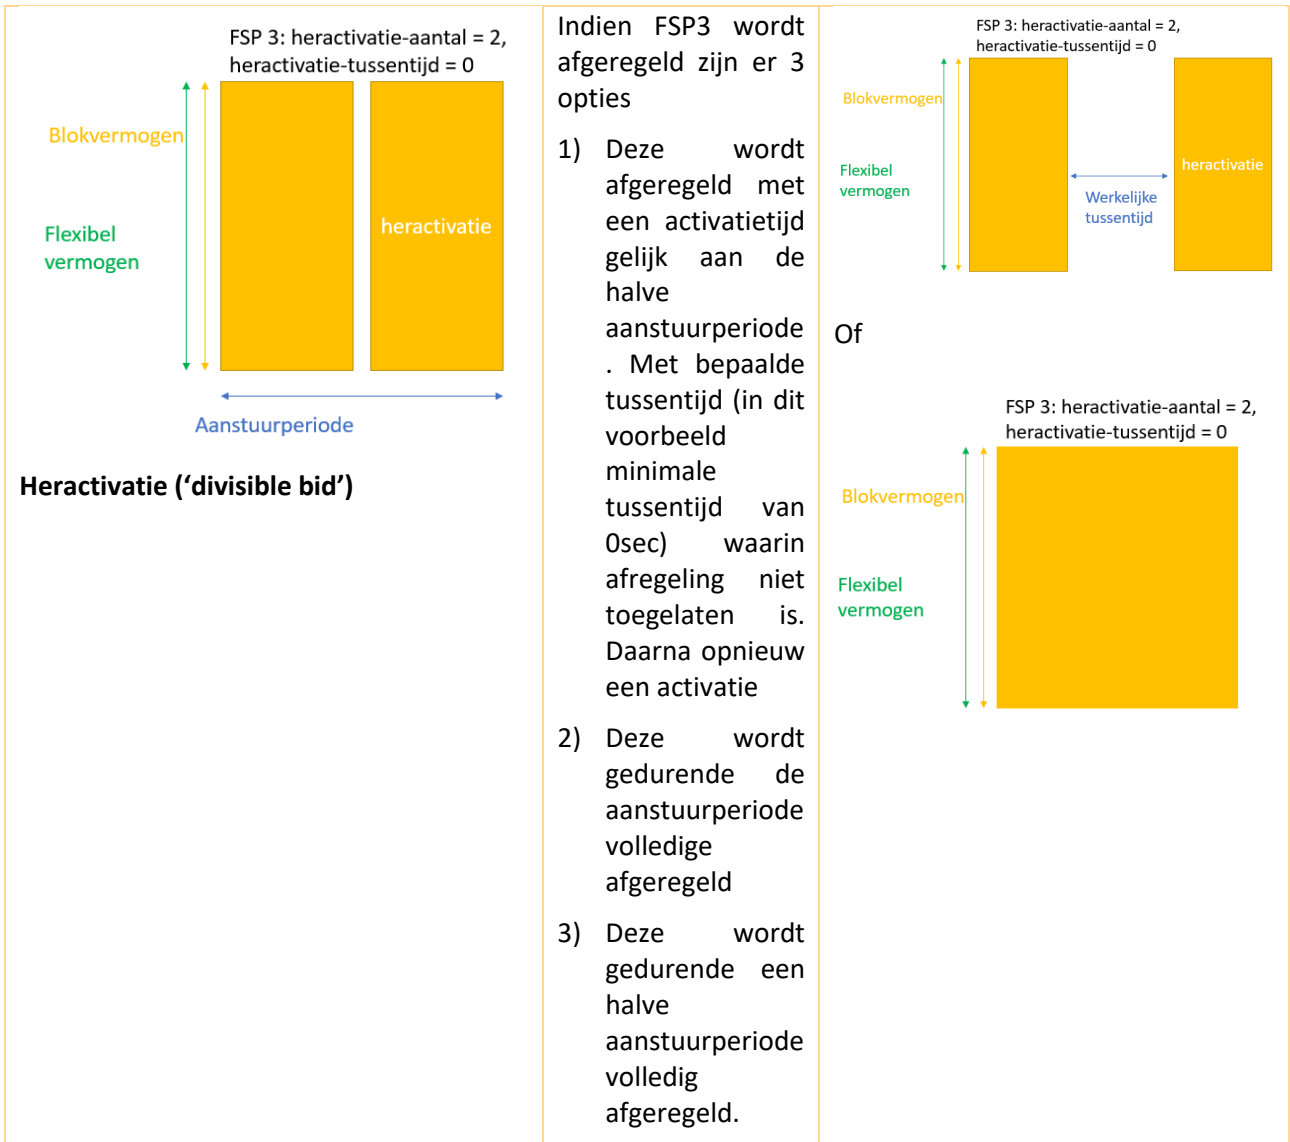 FSP 3: heractivatie-aantal = 2,
heractivatie-tussentijd = 0
Blokvermogen
Flexibel
vermogen
heractivatie
Aanstuurperiode
Heractivatie (‘divisible bid’)
Indien FSP3 wordt
afgeregeld zijn er 3
opties
1) Deze wordt
afgeregeld met
een activatietijd
gelijk aan de
halve
aanstuurperiode
. Met bepaalde
tussentijd (in dit
voorbeeld
minimale
tussentijd van
0sec) waarin
afregeling niet
toegelaten is.
Daarna opnieuw
een activatie
2) Deze wordt
gedurende de
aanstuurperiode
volledige
afgeregeld
3) Deze wordt
gedurende een
halve
aanstuurperiode
volledig
afgeregeld.
FSP 3: heractivatie-aantal = 2,
heractivatie-tussentijd = 0
Blokvermogen
Flexibel
vermogen
heractivatie
Werkelijke
tussentijd
Of
FSP 3: heractivatie-aantal = 2,
heractivatie-tussentijd = 0
Blokvermogen
Flexibel
vermogen